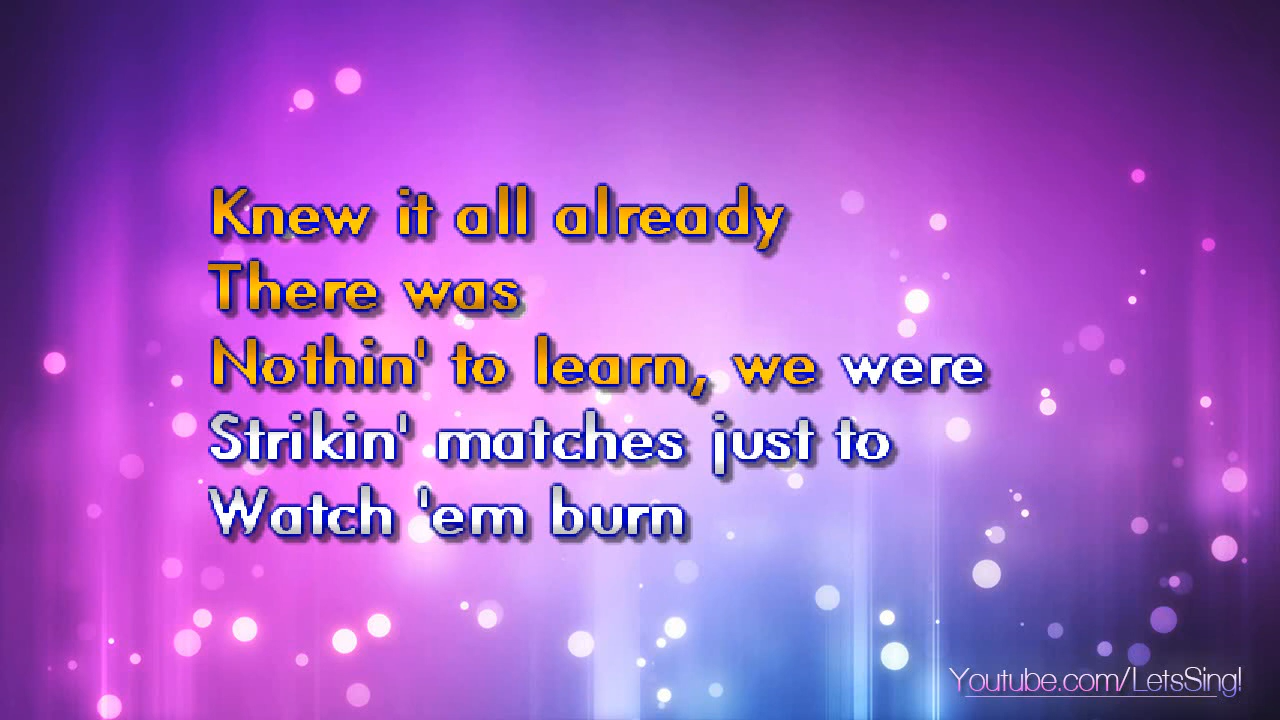 Knew it all already
There was
Nothin' to learn, we were
Strikin' matches just to
Watch 'em burn
Youtube.com/LetsSing!